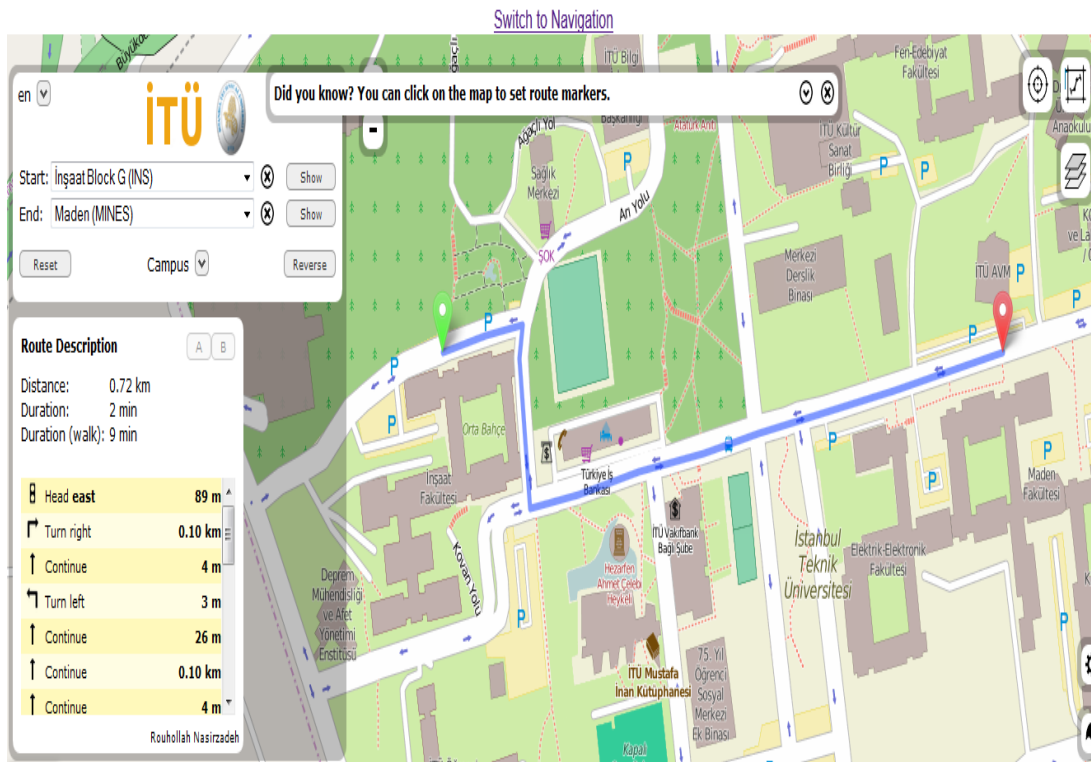 Switch to Navigation
en
İTÜ
Did you know? You can click on the map to set route markers.
Start: İnşaat Block G (INS)
Show
End: Maden (MINES)
Show
Reset
Campus
Reverse
Route Description
A
B
Distance: 0.72 km
Duration: 2 min
Duration (walk): 9 min
Head east 89 m
Turn right 0.10 km
Continue 4 m
Turn left 3 m
Continue 26 m
Continue 0.10 km
Continue 4 m
Rouhollah Nasirzadeh
İTÜ Bilgi
Başkanlığı
Atatürk Anıtı
Fen-Edebiyat
Fakültesi
Anaokulu
İTÜ Kültür
Sanat
Birliği
Ağaçlı Yol
Sağlık
Merkezi
Arı Yolu
ŞOK
Merkezi
Derslik
Binası
İTÜ AVM
P
P
P
P
P
P
P
P
P
P
P
P
P
Orta Bahçe
İnşaat
Fakültesi
Türkiye İş
Bankası
İTÜ Vakıfbank
Bağlı Şube
Hezarfen
Ahmet Çelebi
Heykeli
Kovan Yolu
Deprem
Mühendisliği
ve Afet
Yönetimi
Enstitüsü
İTÜ Mustafa
İnan Kütüphanesi
75. Yıl
Öğrenci
Sosyal
Merkezi
Ek Binası
Kapalı
İstanbul
Teknik
Üniversitesi
Elektrik-Elektronik
Fakültesi
Maden
Fakültesi